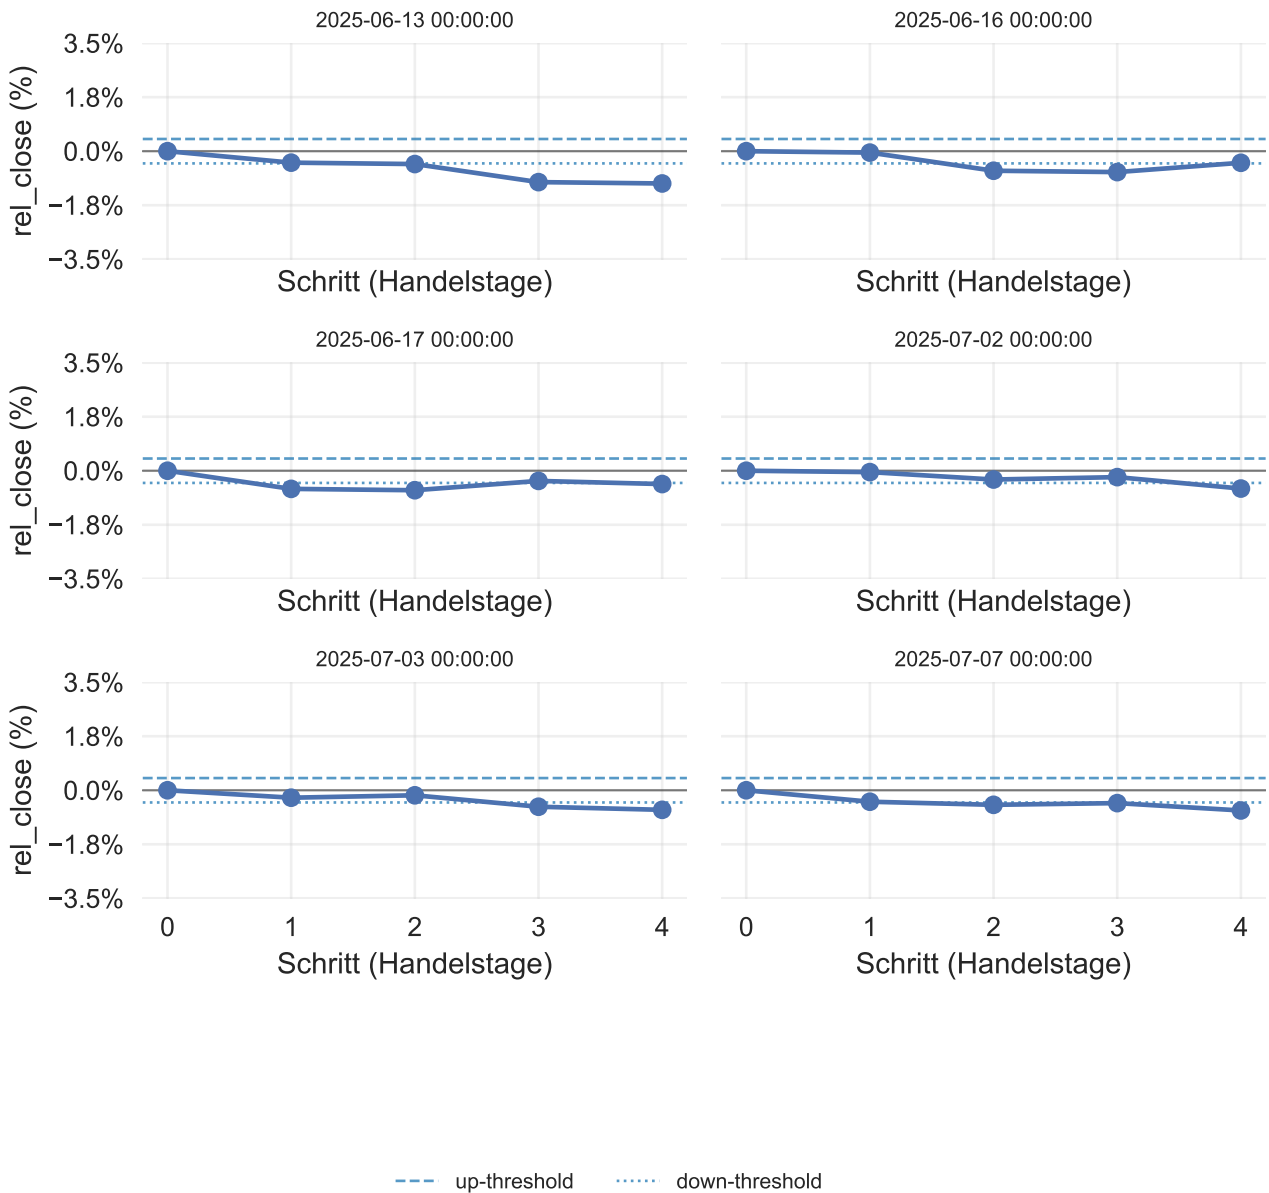 2025-06-13 00:00:00
2025-06-16 00:00:00
rel_close (%)
3.5%
1.8%
0.0%
−1.8%
−3.5%
Schritt (Handelstage)
Schritt (Handelstage)
2025-06-17 00:00:00
2025-07-02 00:00:00
rel_close (%)
3.5%
1.8%
0.0%
−1.8%
−3.5%
Schritt (Handelstage)
Schritt (Handelstage)
2025-07-03 00:00:00
2025-07-07 00:00:00
rel_close (%)
3.5%
1.8%
0.0%
−1.8%
−3.5%
0 1 2 3 4
0 1 2 3 4
Schritt (Handelstage)
Schritt (Handelstage)
up-threshold
down-threshold